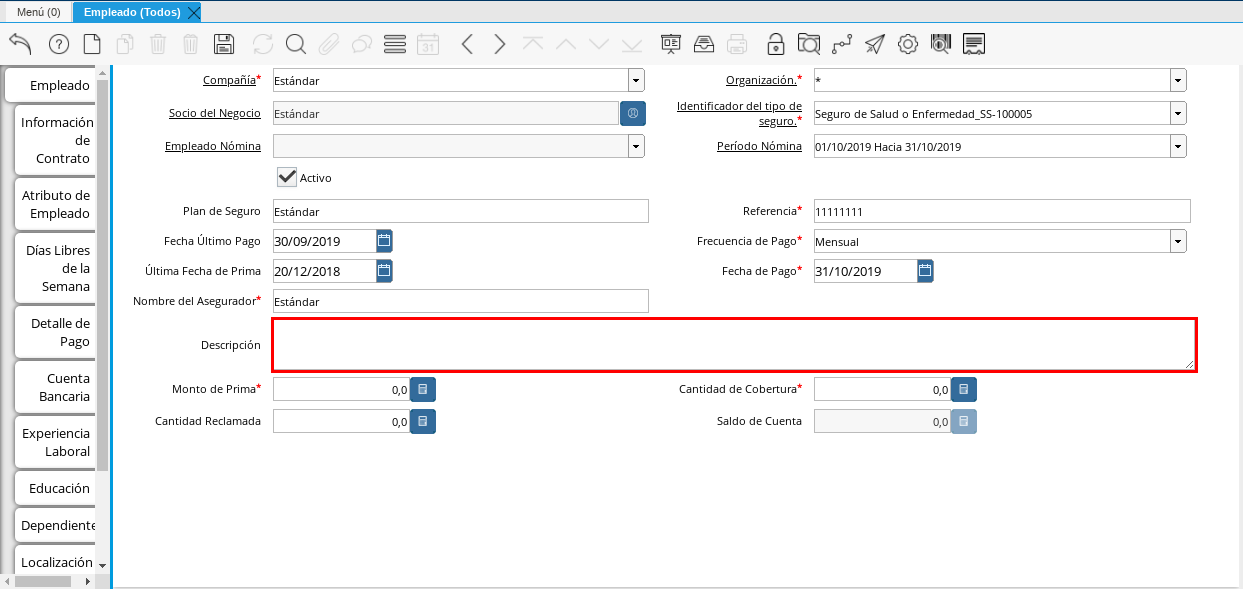 Menú (0)
Empleado (Todos)
31
Empleado
Información
de
Contrato
Atributo de
Empleado
Días Libres
de la
Semana
Detalle de
Pago
Cuenta
Bancaria
Experiencia
Laboral
Educación
Dependiente
Localización
Compañía* Estándar
Organización.* *
Socio del Negocio Estándar
Identificador del tipo de
seguro.* Seguro de Salud o Enfermedad_SS-100005
Empleado Nómina
Período Nómina 01/10/2019 Hacia 31/10/2019
Activo
Plan de Seguro Estándar
Referencia* 11111111
Fecha Último Pago 30/09/2019
Frecuencia de Pago* Mensual
Última Fecha de Prima 20/12/2018
Fecha de Pago* 31/10/2019
Nombre del Asegurador* Estándar
Descripción
Monto de Prima* 0,0
Cantidad de Cobertura* 0,0
Cantidad Reclamada 0,0
Saldo de Cuenta 0,0